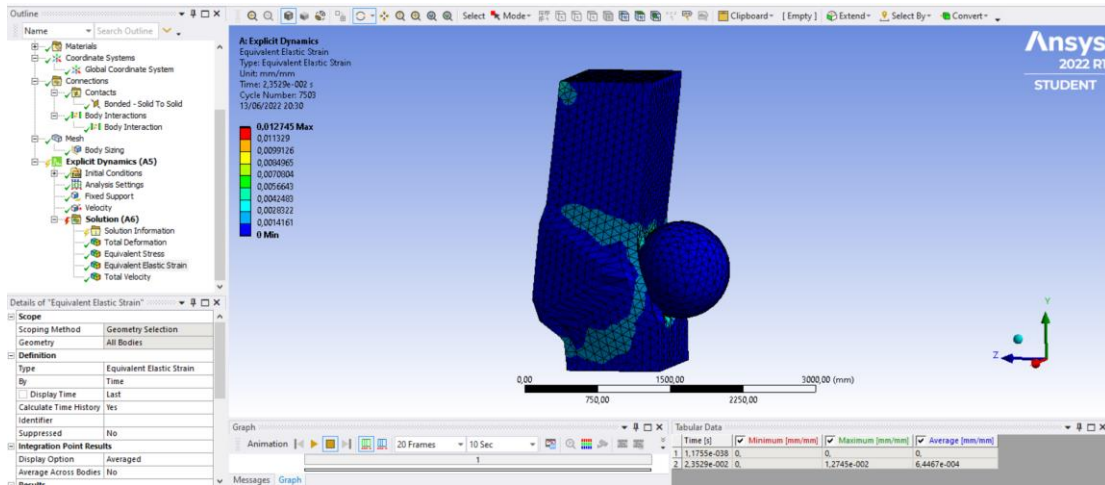 Outline
Name Search Outline
Materials
Coordinate Systems
Global Coordinate System
Connections
Contacts
Bonded - Solid To Solid
Body Interactions
Body Interaction
Mesh
Body Sizing
Explicit Dynamics (A5)
Initial Conditions
Analysis Settings
Fixed Support
Velocity
Solution (A6)
Solution Information
Total Deformation
Equivalent Stress
Equivalent Elastic Strain
Total Velocity
Details of "Equivalent Elastic Strain"
Scope
Scoping Method Geometry Selection
Geometry All Bodies
Definition
Type Equivalent Elastic Strain
By Time
Display Time Last
Calculate Time History Yes
Identifier
Suppressed No
Integration Point Results
Display Option Averaged
Average Across Bodies No
Results
Select Mode Clipboard [ Empty ] Extend Select By Convert
A: Explicit Dynamics
Equivalent Elastic Strain
Type: Equivalent Elastic Strain
Unit: mm/mm
Time: 2,3529e-002 s
Cycle Number: 7503
13/06/2022 20:30
0,012745 Max
0,011329
0,0099126
0,0084965
0,0070804
0,0056643
0,0042483
0,0028322
0,0014161
0 Min
Ansys
2022 R1
STUDENT
Y
Z
0,00 1500,00 3000,00 (mm)
750,00 2250,00
Graph
Animation 20 Frames 10 Sec
1
Messages Graph
Tabular Data
Time [s] Minimum [mm/mm] Maximum [mm/mm] Average [mm/mm]
1 1,1755e-038 0, 0, 0,
2 2,3529e-002 0, 1,2745e-002 6,4467e-004